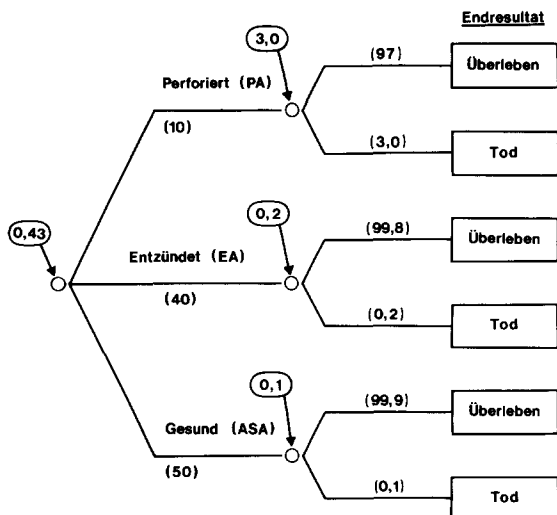 Endresultat
3,0
(97)
Überleben
Perforiert (PA)
(10)
(3,0)
Tod
0,43
0,2
(99,8)
Überleben
Entzündet (EA)
(40)
(0,2)
Tod
0,1
(99,9)
Überleben
Gesund (ASA)
(50)
(0,1)
Tod